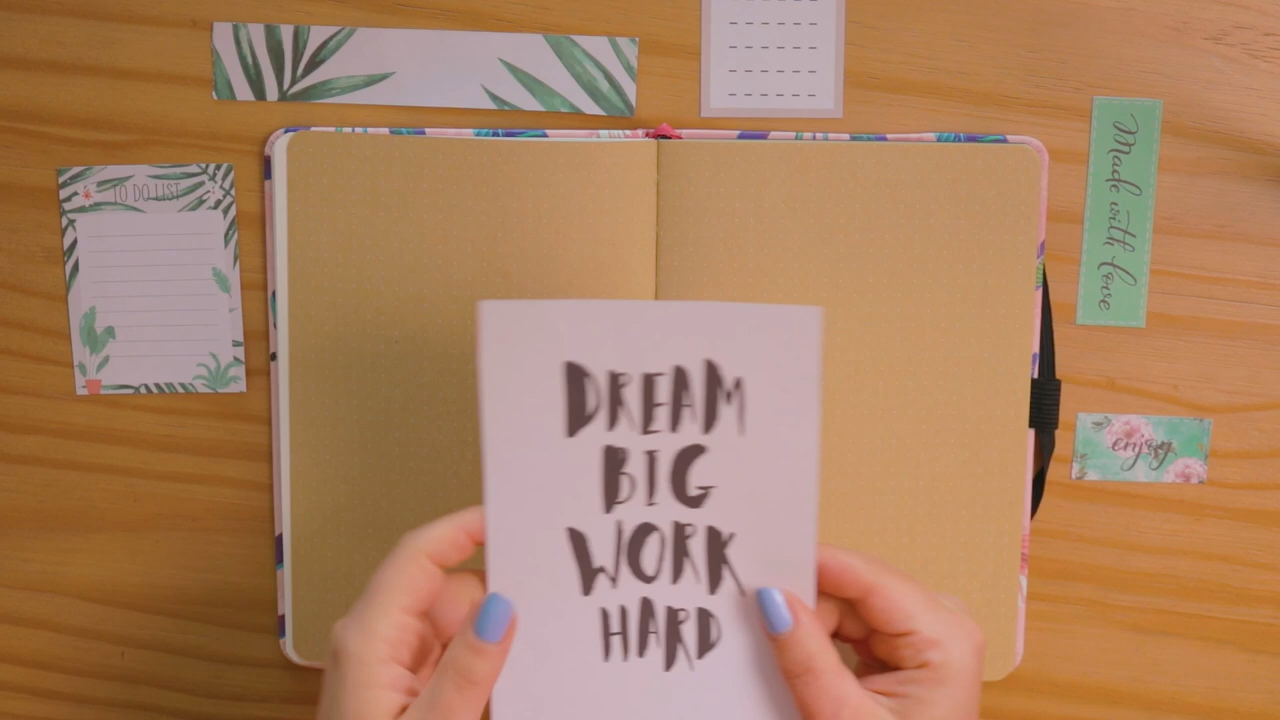 TO DO LIST
Made with love
enjoy
DREAM
BIG
WORK
HARD